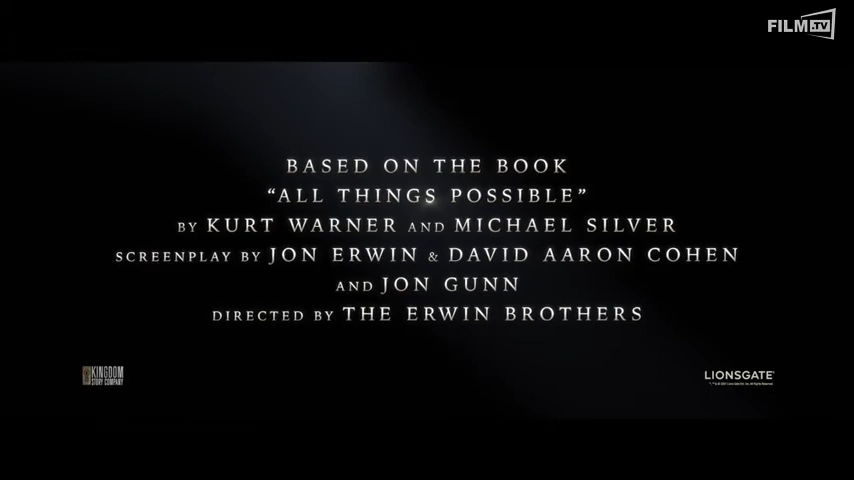 FILM.TV
BASED ON THE BOOK
“ALL THINGS POSSIBLE”
BY KURT WARNER AND MICHAEL SILVER
SCREENPLAY BY JON ERWIN & DAVID AARON COHEN
AND JON GUNN
DIRECTED BY THE ERWIN BROTHERS
KINGDOM
STORY COMPANY
LIONSGATE